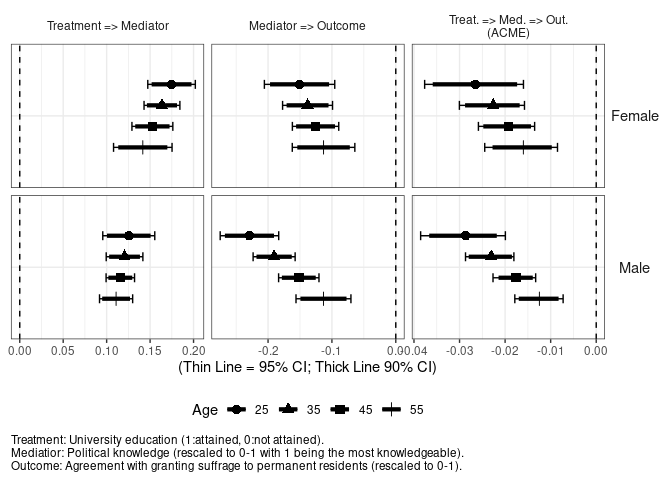 Treatment => Mediator
Mediator => Outcome
Treat. => Med. => Out.
(ACME)
Female
Male
0.00 0.05 0.10 0.15 0.20
-0.2 -0.1 0.00
0.04 -0.03 -0.02 -0.01 0.00
(Thin Line = 95% CI; Thick Line 90% CI)
Age 25 35 45 55
Treatment: University education (1:attained, 0:not attained).
Mediatior: Political knowledge (rescaled to 0-1 with 1 being the most knowledgeable).
Outcome: Agreement with granting suffrage to permanent residents (rescaled to 0-1).